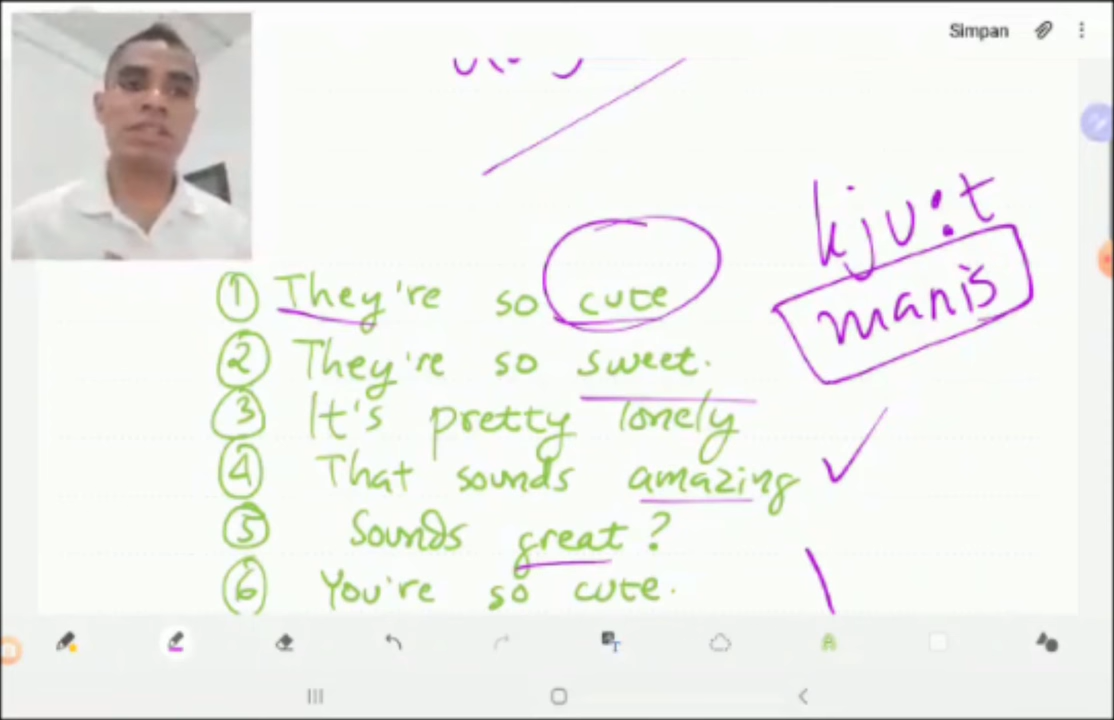 Simpan
kju:t
manis
① They're so cute
② They're so sweet.
③ It's pretty lonely
④ That sounds amazing
⑤ Sounds great?
⑥ You're so cute.